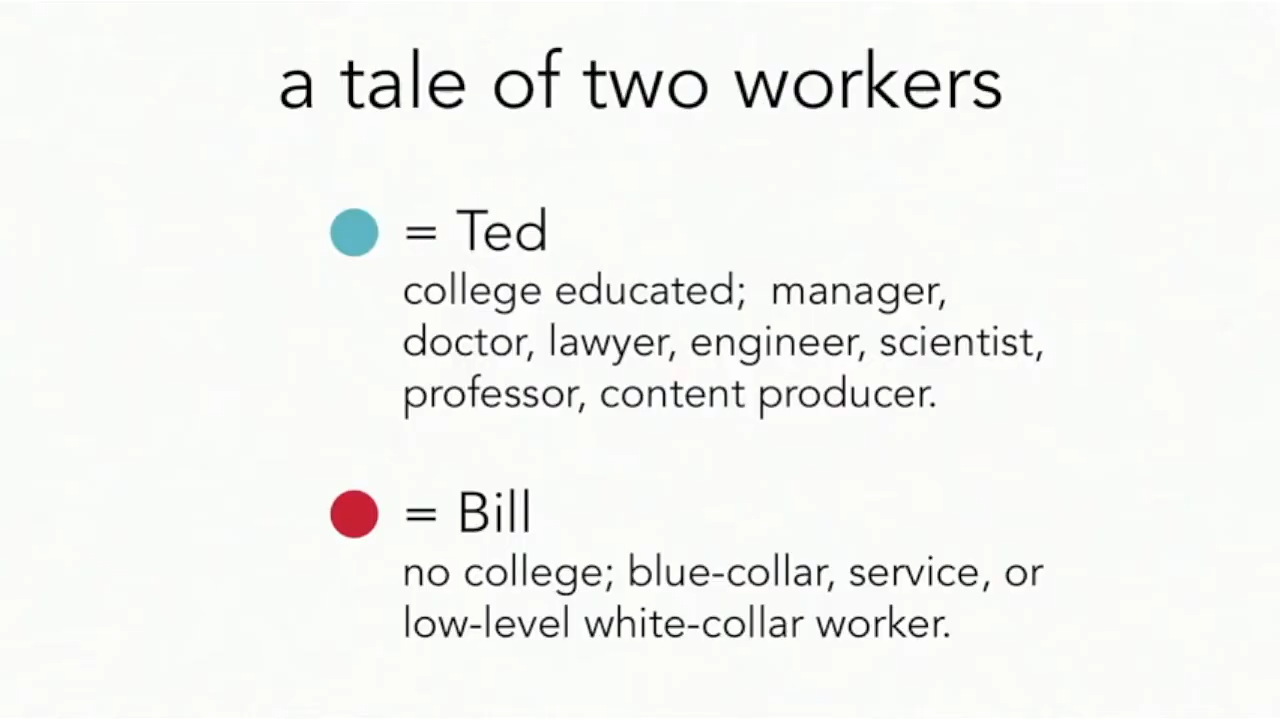 a tale of two workers
= Ted
college educated;  manager,
doctor, lawyer, engineer, scientist,
professor, content producer.
= Bill
no college; blue-collar, service, or
low-level white-collar worker.